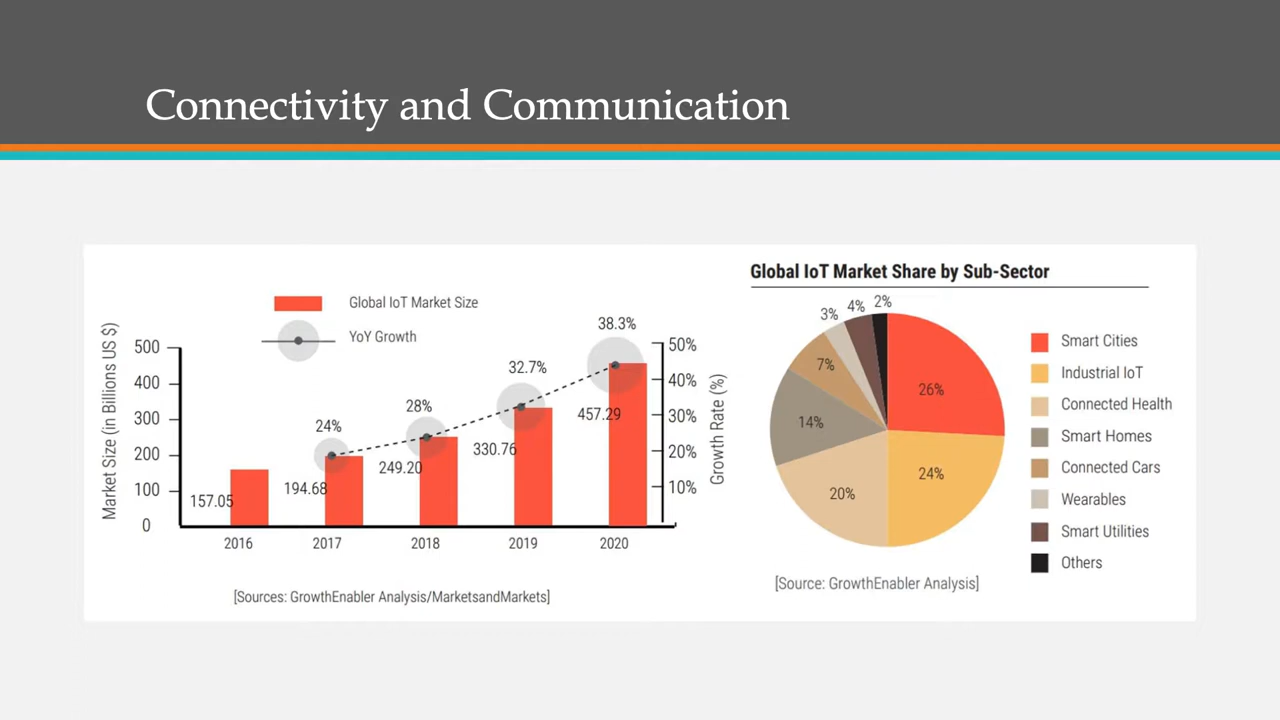 Connectivity and Communication
Global IoT Market Size
YoY Growth
Market Size (in Billions US $)
500
400
300
200
100
0
157.05
194.68
249.20
330.76
457.29
24%
28%
32.7%
38.3%
50%
40%
30%
20%
10%
Growth Rate (%)
2016 2017 2018 2019 2020
[Sources: GrowthEnabler Analysis/MarketsandMarkets]
Global IoT Market Share by Sub-Sector
3% 4% 2%
7%
26%
14%
24%
20%
Smart Cities
Industrial IoT
Connected Health
Smart Homes
Connected Cars
Wearables
Smart Utilities
Others
[Source: GrowthEnabler Analysis]